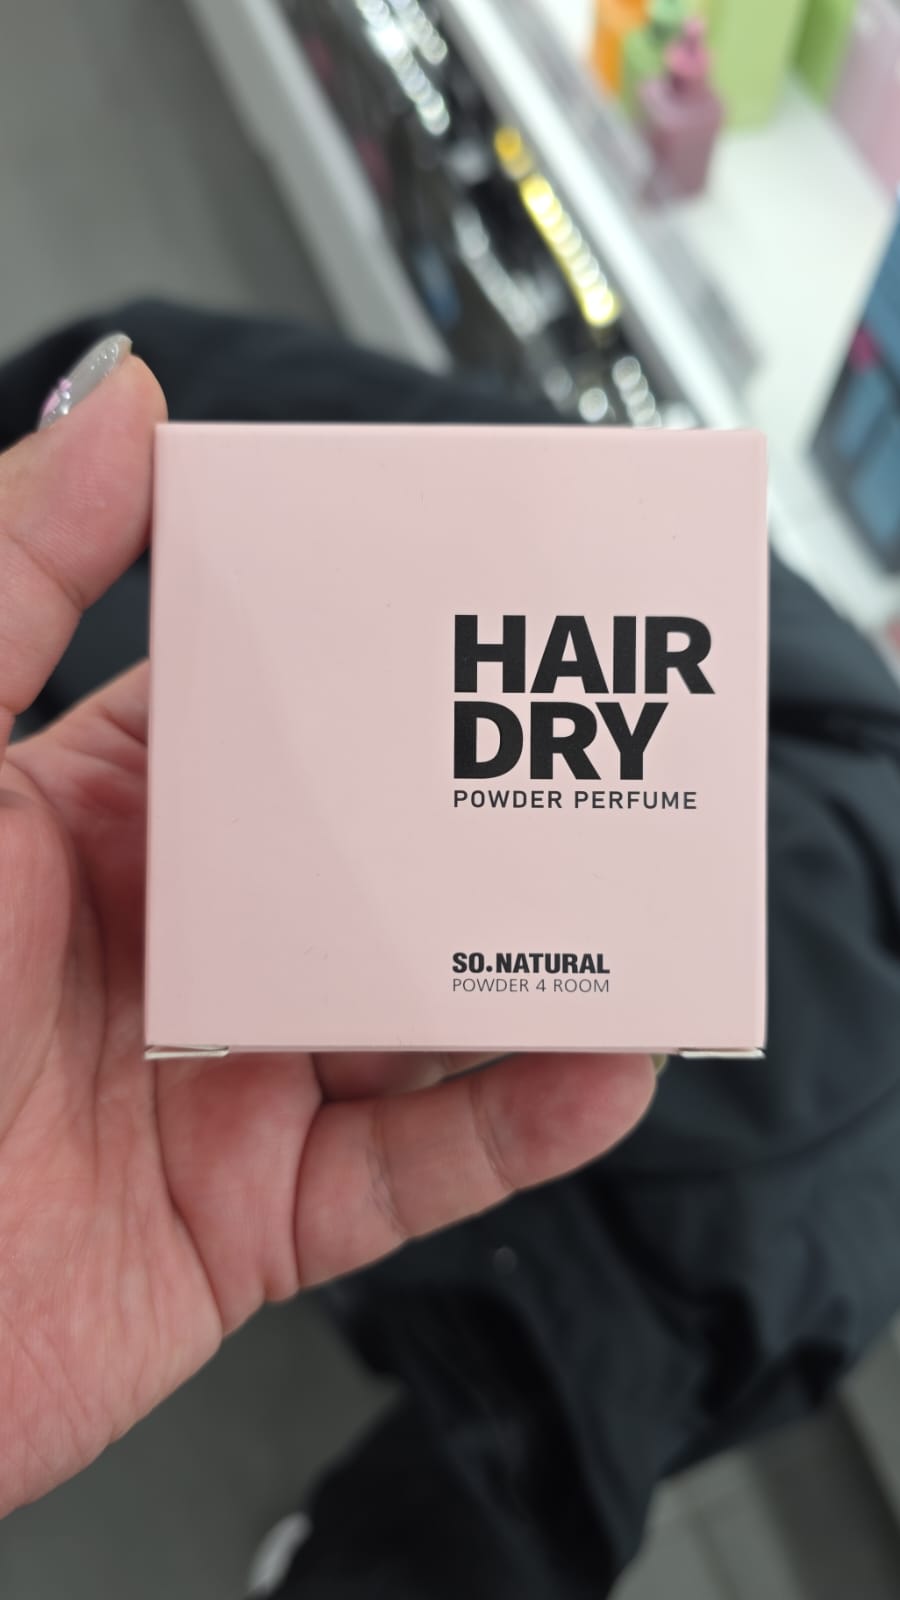 HAIR
DRY
POWDER PERFUME
SO.NATURAL
POWDER 4 ROOM